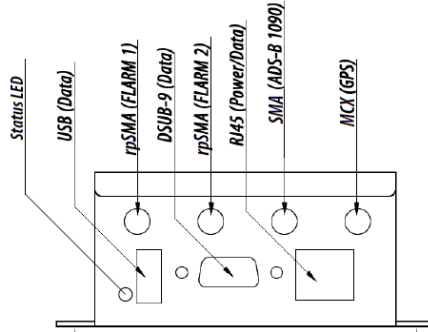 Status LED
USB (Data)
rpSMA (FLARM 1)
DSUB-9 (Data)
rpSMA (FLARM 2)
RJ45 (Power/Data)
SMA (ADS-B 1090)
MCX (GPS)